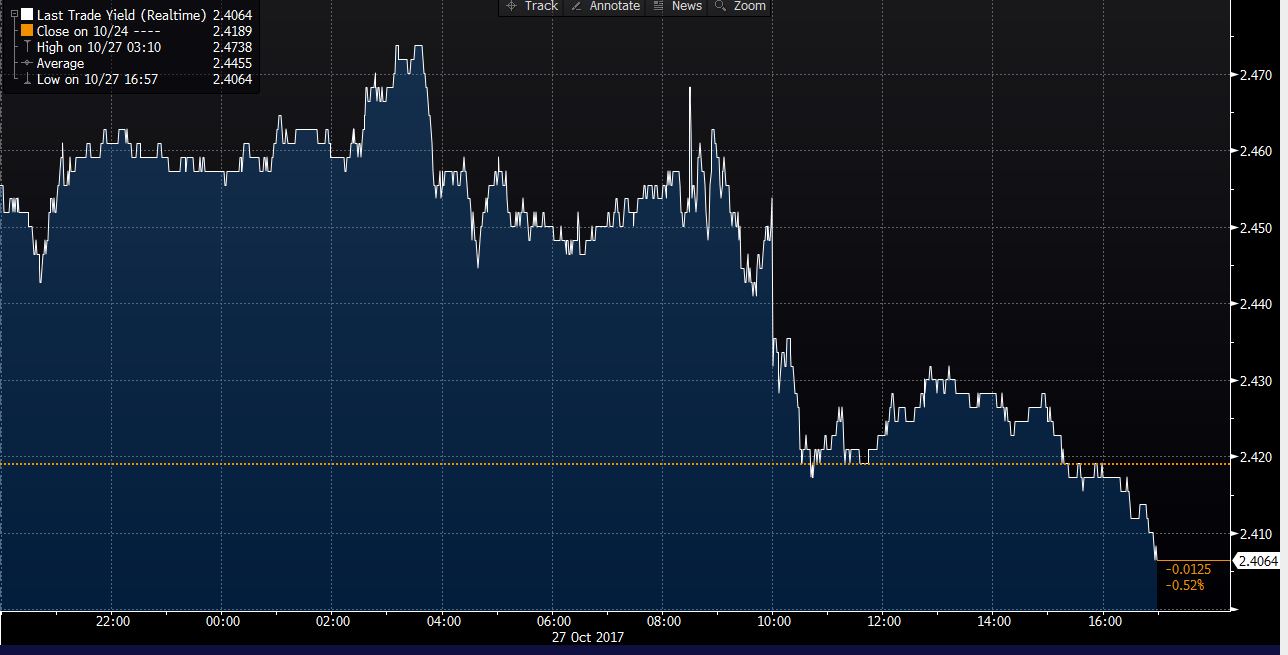 Track Annotate News Zoom
Last Trade Yield (Realtime) 2.4064
Close on 10/24 ---- 2.4189
High on 10/27 03:10 2.4738
Average 2.4455
Low on 10/27 16:57 2.4064
2.470
2.460
2.450
2.440
2.430
2.420
2.410
2.4064
-0.0125
-0.52%
22:00 00:00 02:00 04:00 06:00 08:00 10:00 12:00 14:00 16:00
27 Oct 2017